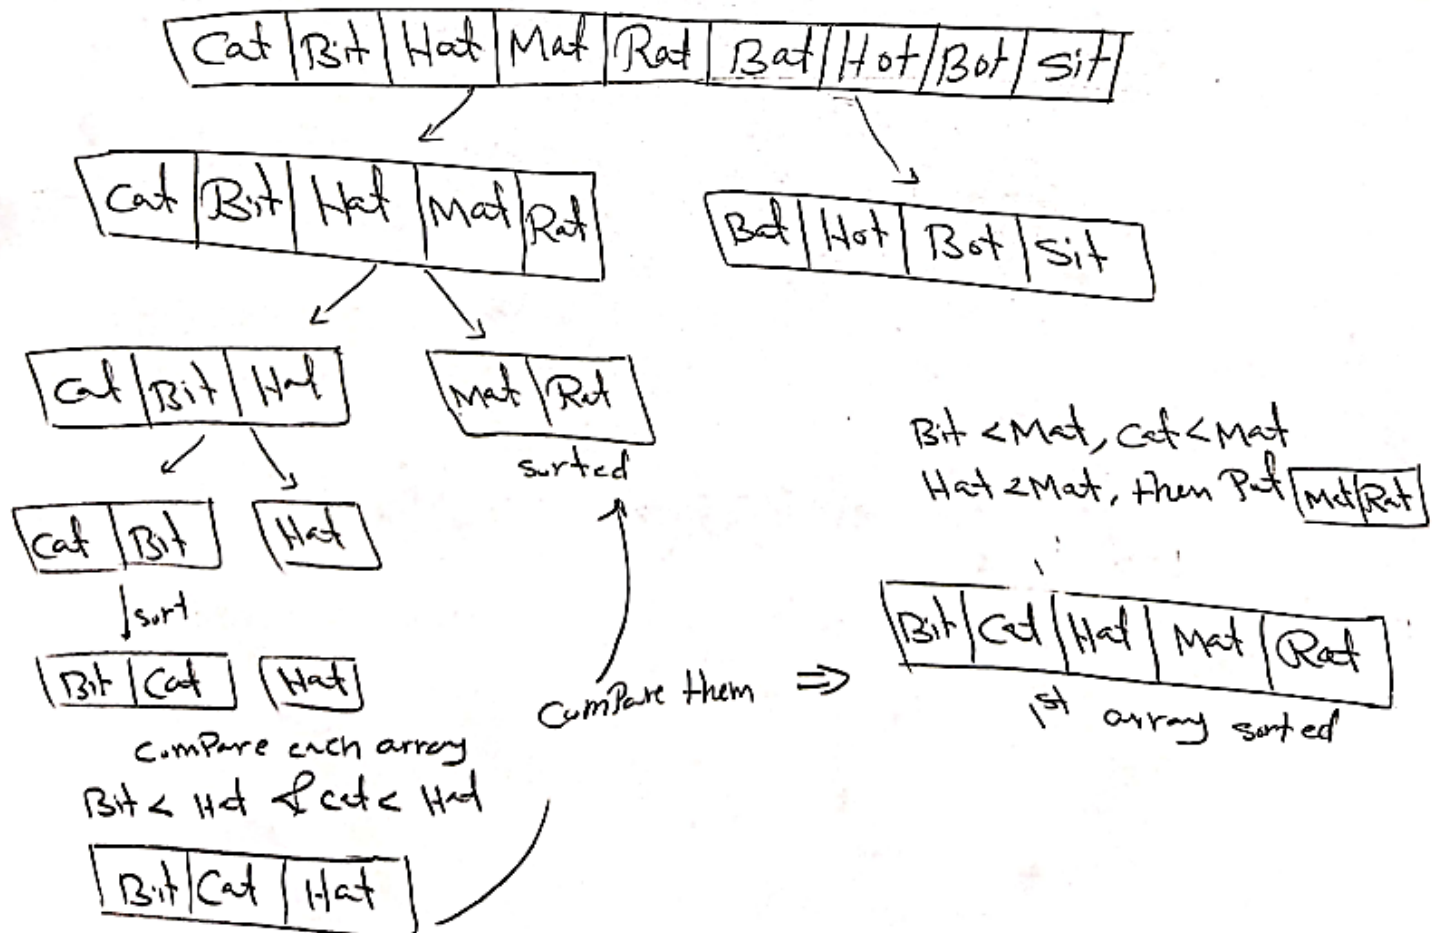 Cat Bit Hat Mat Rat Bat Hot Bot Sit
Cat Bit Hat Mat Rat
Bat Hot Bot Sit
Cat Bit Hat
Mat Rat
sorted
Cat Bit
Hat
sort
Bit Cat
Hat
Compare each array
Bit < Hat & Cat < Hat
Bit Cat Hat
Compare them ⇒
Bit < Mat, Cat < Mat
Hat < Mat, then Put Mat Rat
Bit Cat Hat Mat Rat
1st array sorted